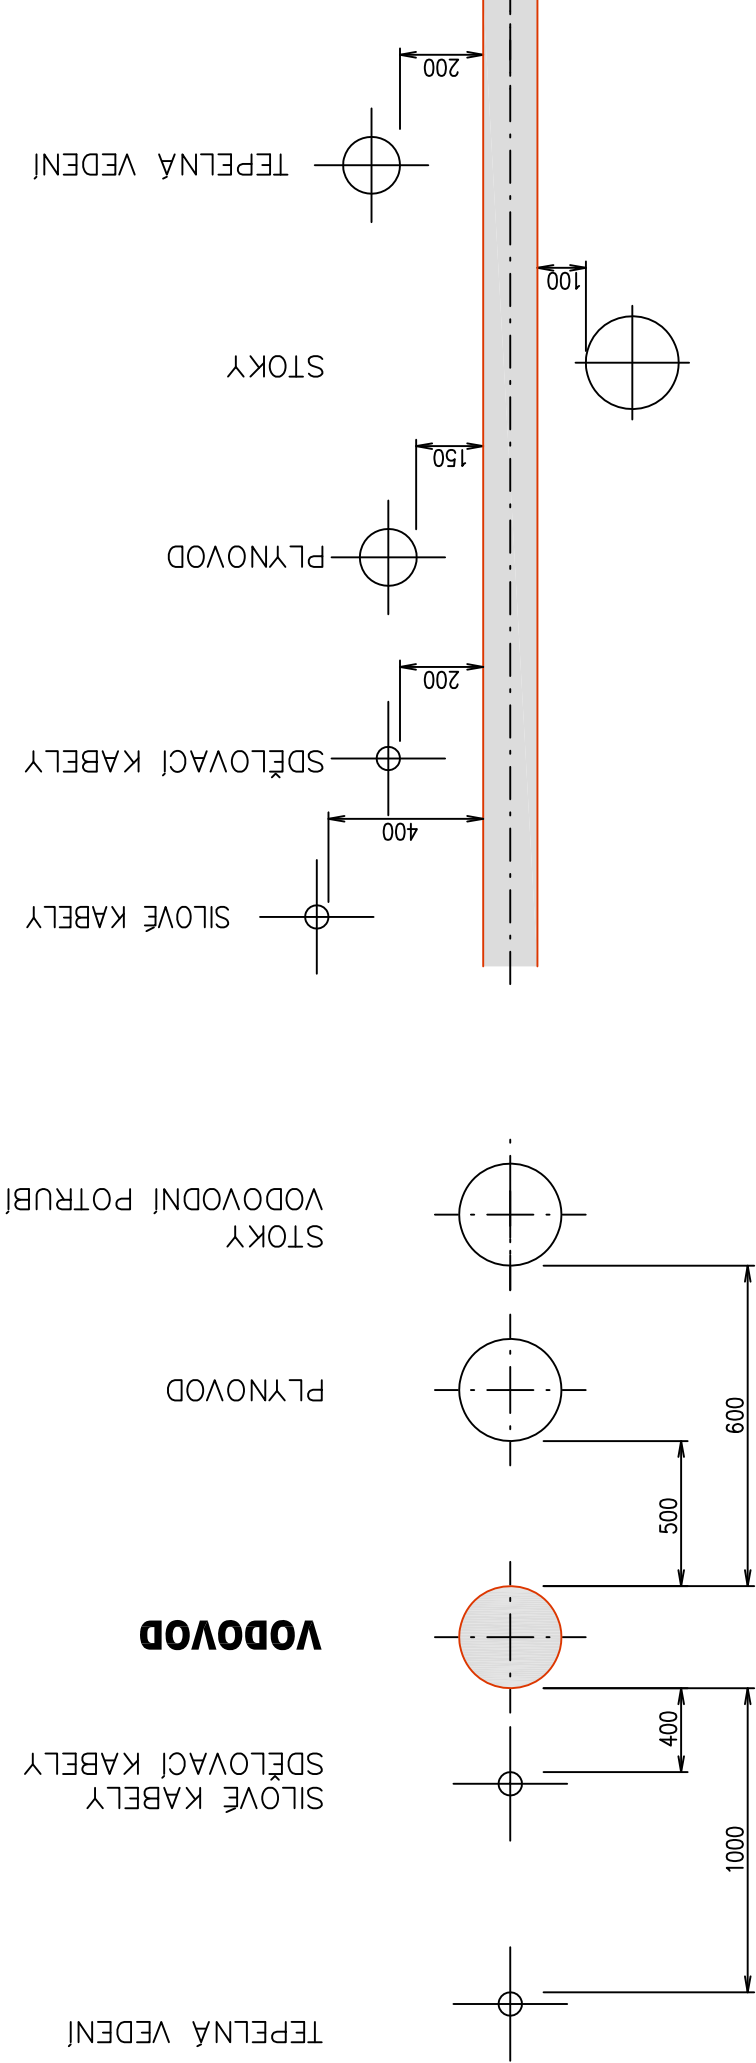 TEPELNÁ VEDENÍ
1000
SILOVÉ KABELY
SDĚLOVACÍ KABELY
400
VODOVOD
500
PLYNOVOD
600
STOKY
VODOVODNÍ POTRUBÍ
SILOVÉ KABELY
400
SDĚLOVACÍ KABELY
200
PLYNOVOD
150
STOKY
100
TEPELNÁ VEDENÍ
200